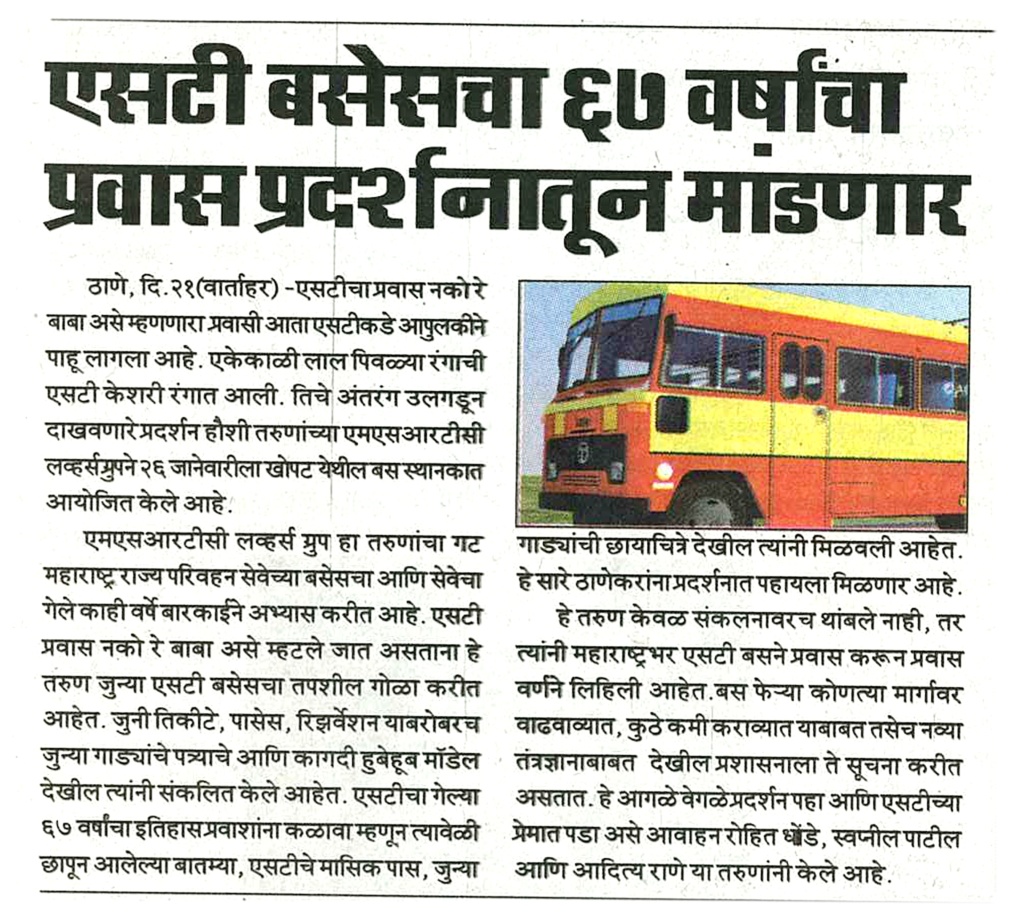 एसटी बसेसचा ६७ वर्षांचा
प्रवास प्रदर्शनातून मांडणार
ठाणे, दि.२१(वार्ताहर) -एसटीचा प्रवास नको रे
बाबा असे म्हणणारा प्रवासी आता एसटीकडे आपुलकीने
पाहू लागला आहे. एकेकाळी लाल पिवळ्या रंगाची
एसटी केशरी रंगात आली. तिचे अंतरंग उलगडून
दाखवणारे प्रदर्शन हौशी तरुणांच्या एमएसआरटीसी
लव्हर्स ग्रुपने २६ जानेवारीला खोपट येथील बस स्थानकात
आयोजित केले आहे.
एमएसआरटीसी लव्हर्स ग्रुप हा तरुणांचा गट
महाराष्ट्र राज्य परिवहन सेवेच्या बसेसचा आणि सेवेचा
गेले काही वर्षे बारकाईने अभ्यास करीत आहे. एसटी
प्रवास नको रे बाबा असे म्हटले जात असताना हे
तरुण जुन्या एसटी बसेसचा तपशील गोळा करीत
आहेत. जुनी तिकीटे, पासेस, रिझर्वेशन याबरोबरच
जुन्या गाड्यांचे पत्र्याचे आणि कागदी हुबेहूब मॉडेल
देखील त्यांनी संकलित केले आहेत. एसटीचा गेल्या
६७ वर्षांचा इतिहास प्रवाशांना कळावा म्हणून त्यावेळी
छापून आलेल्या बातम्या, एसटीचे मासिक पास, जुन्या
गाड्यांची छायाचित्रे देखील त्यांनी मिळवली आहेत.
हे सारे ठाणेकरांना प्रदर्शनात पहायला मिळणार आहे.
हे तरुण केवळ संकलनावरच थांबले नाही, तर
त्यांनी महाराष्ट्रभर एसटी बसने प्रवास करून प्रवास
वर्णने लिहिली आहेत.बस फेऱ्या कोणत्या मार्गावर
वाढवाव्यात, कुठे कमी कराव्यात याबाबत तसेच नव्या
तंत्रज्ञानाबाबत देखील प्रशासनाला ते सूचना करीत
असतात. हे आगळे वेगळे प्रदर्शन पहा आणि एसटीच्या
प्रेमात पडा असे आवाहन रोहित धोंडे, स्वप्नील पाटील
आणि आदित्य राणे या तरुणांनी केले आहे.